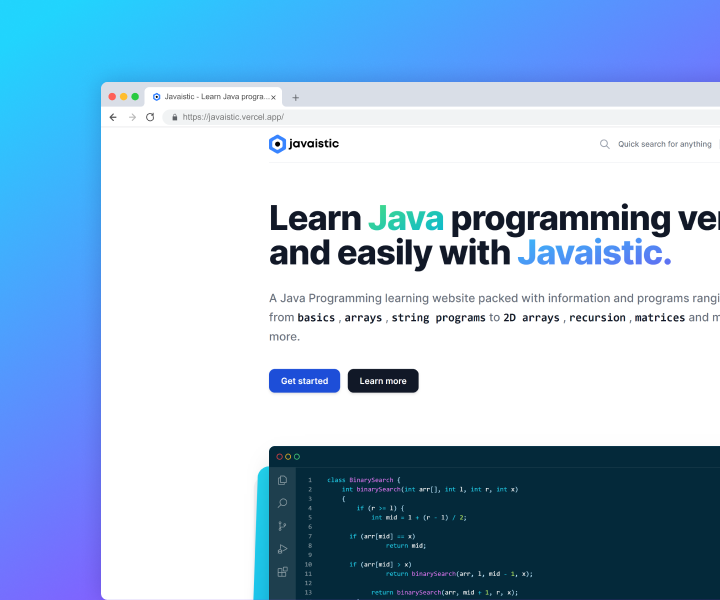 Javaistic - Learn Java progra...
https://javaistic.vercel.app/
javaistic
Quick search for anything
Learn Java programming
and easily with Javaistic.
A Java Programming learning website packed with information and programs
from basics , arrays , string programs to 2D arrays , recursion , matrices and
more.
Get started
Learn more
1 class BinarySearch {
2 int binarySearch(int arr[], int l, int r, int x)
3 {
4 if (r >= l) {
5 int mid = l + (r - l) / 2;
6
7 if (arr[mid] == x)
8 return mid;
9
10 if (arr[mid] > x)
11 return binarySearch(arr, l, mid - 1, x);
12
13 return binarySearch(arr, mid + 1, r, x);